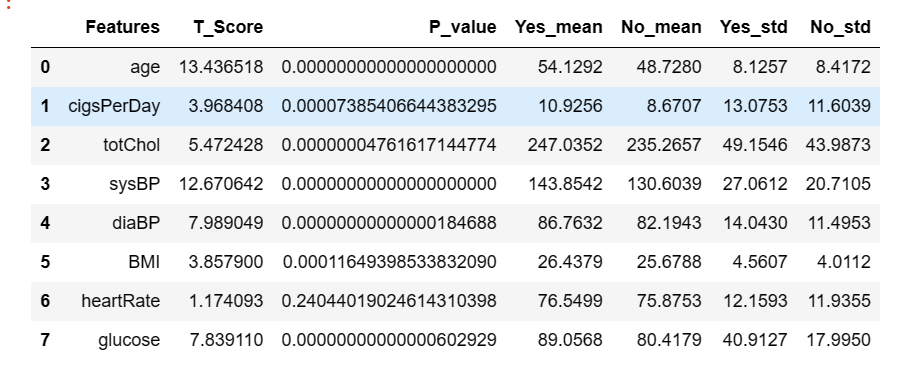 Features T_Score P_value Yes_mean No_mean Yes_std No_std
0 age 13.436518 0.00000000000000000000 54.1292 48.7280 8.1257 8.4172
1 cigsPerDay 3.968408 0.00007385406644383295 10.9256 8.6707 13.0753 11.6039
2 totChol 5.472428 0.00000004761617144774 247.0352 235.2657 49.1546 43.9873
3 sysBP 12.670642 0.00000000000000000000 143.8542 130.6039 27.0612 20.7105
4 diaBP 7.989049 0.00000000000000184688 86.7632 82.1943 14.0430 11.4953
5 BMI 3.857900 0.00011649398533832090 26.4379 25.6788 4.5607 4.0112
6 heartRate 1.174093 0.24044019024614310398 76.5499 75.8753 12.1593 11.9355
7 glucose 7.839110 0.00000000000000602929 89.0568 80.4179 40.9127 17.9950